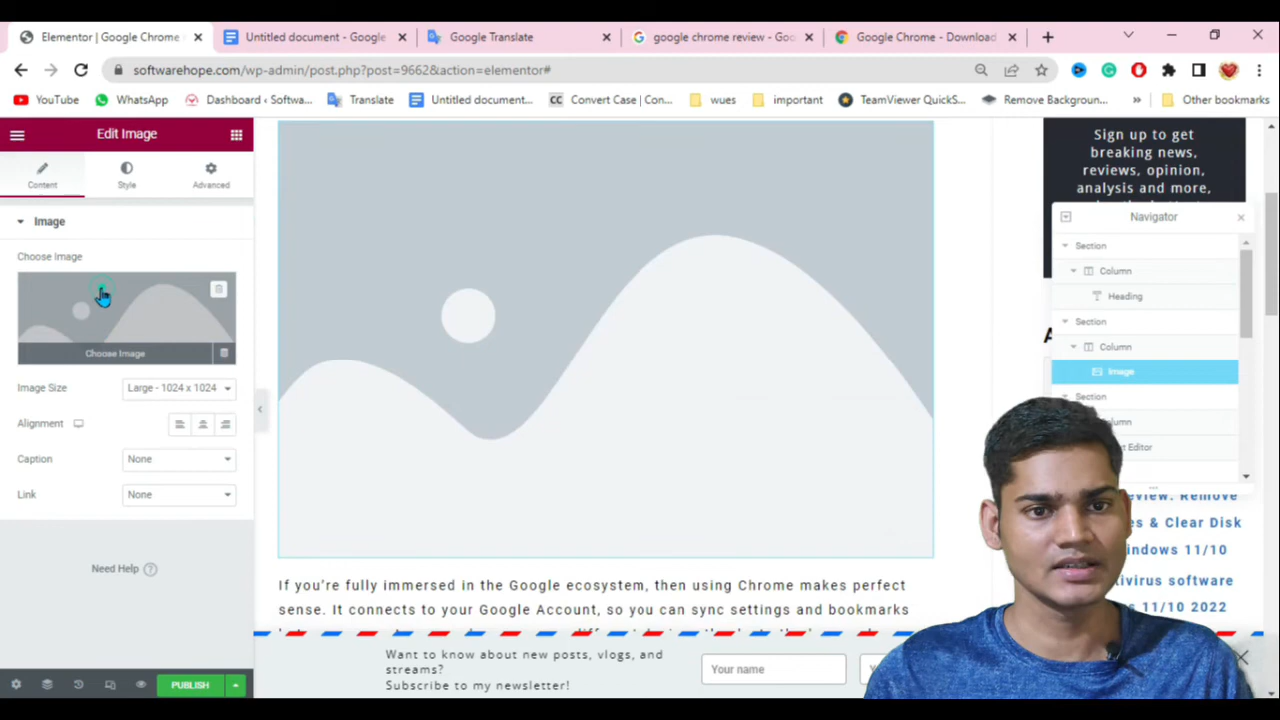 Elementor | Google Chrome
Untitled document - Google
Google Translate
google chrome review - Goo
Google Chrome - Download
softwarehope.com/wp-admin/post.php?post=9662&action=elementor#
YouTube
WhatsApp
Dashboard ‹ Softwa...
Translate
Untitled document...
CC Convert Case | Con...
wues
important
TeamViewer QuickS...
Remove Backgroun...
»
Other bookmarks
Edit Image
Content
Style
Advanced
Image
Choose Image
Choose Image
Image Size
Large - 1024 x 1024
Alignment
Caption
None
Link
None
Need Help ?
PUBLISH
If you're fully immersed in the Google ecosystem, then using Chrome makes perfect
sense. It connects to your Google Account, so you can sync settings and bookmarks
Want to know about new posts, vlogs, and
streams?
Subscribe to my newsletter!
Your name
Sign up to get
breaking news,
reviews, opinion,
analysis and more,
Navigator
Section
Column
Heading
Section
Column
Image
Section
olumn
t Editor
eview: Remove
es & Clear Disk
indows 11/10
tivirus software
s 11/10 2022